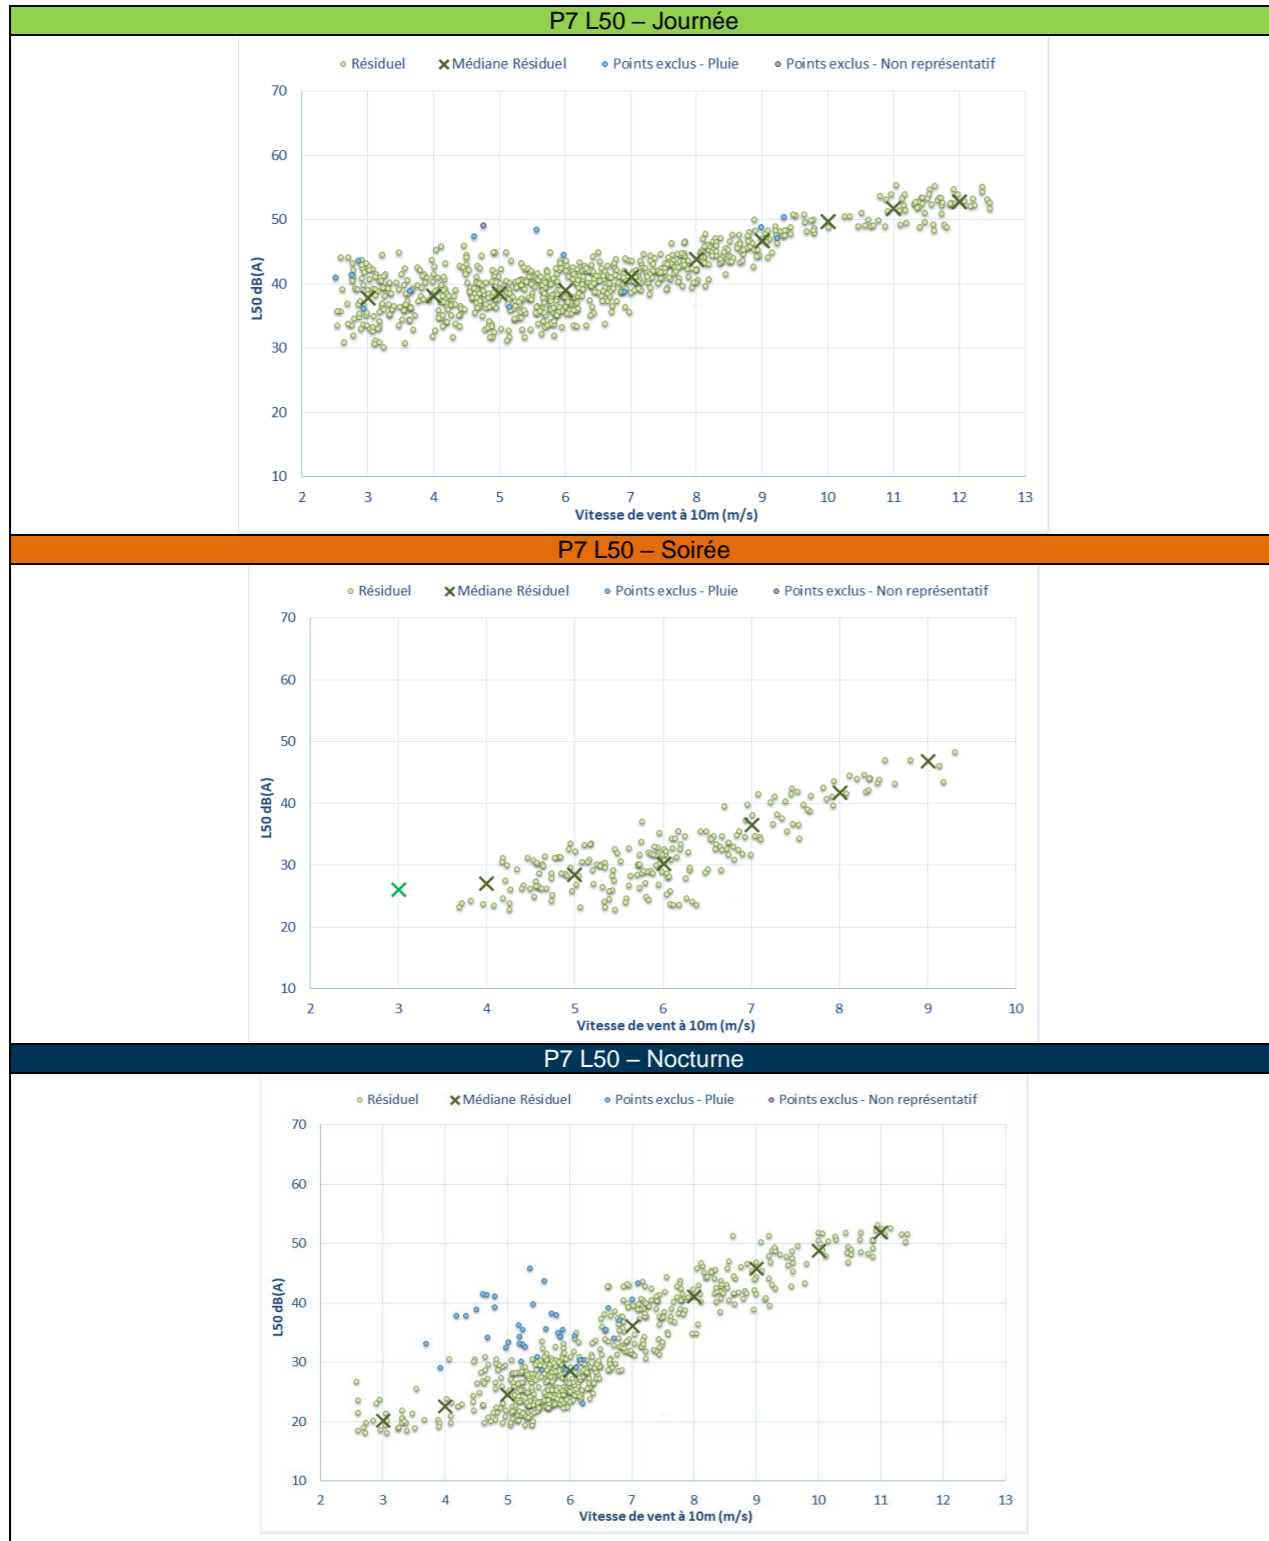 P7 L50 – Journée
Résiduel Médiane Résiduel Points exclus - Pluie Points exclus - Non représentatif
70
60
50
40
30
20
10
L50 dB(A)
2 3 4 5 6 7 8 9 10 11 12 13
Vitesse de vent à 10m (m/s)
P7 L50 – Soirée
Résiduel Médiane Résiduel Points exclus - Pluie Points exclus - Non représentatif
70
60
50
40
30
20
10
L50 dB(A)
2 3 4 5 6 7 8 9 10
Vitesse de vent à 10m (m/s)
P7 L50 – Nocturne
Résiduel Médiane Résiduel Points exclus - Pluie Points exclus - Non représentatif
70
60
50
40
30
20
10
L50 dB(A)
2 3 4 5 6 7 8 9 10 11 12 13
Vitesse de vent à 10m (m/s)